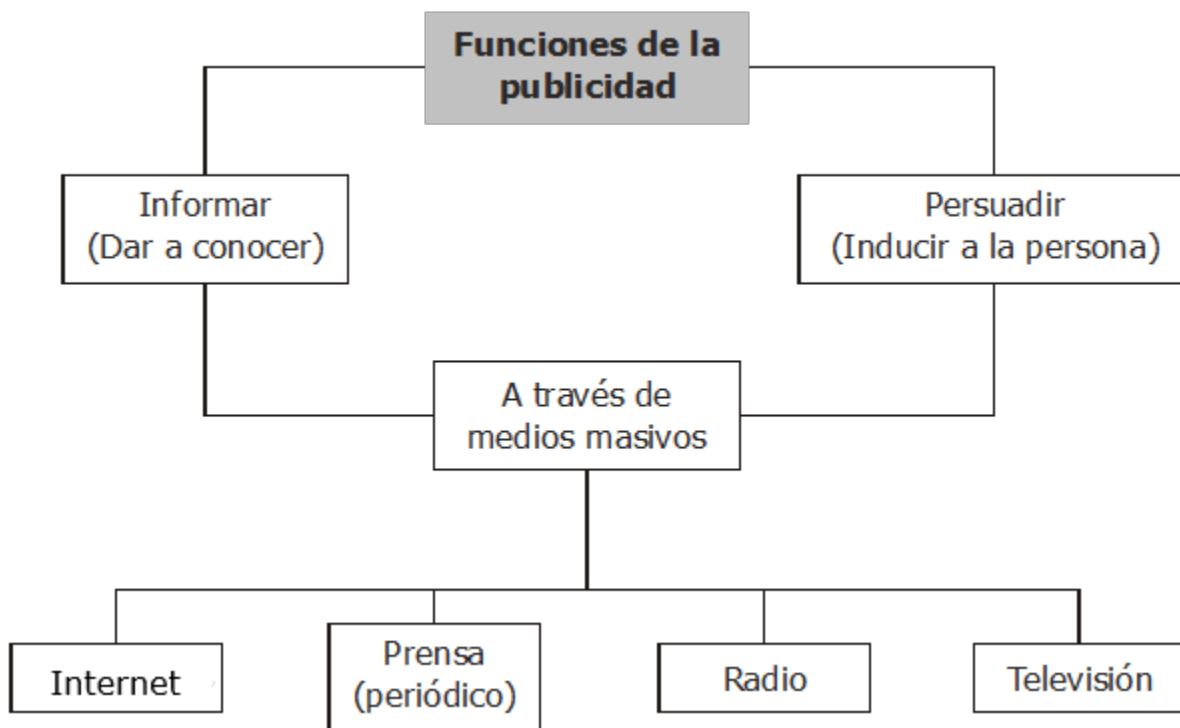 Funciones de la
publicidad
Informar
(Dar a conocer)
Persuadir
(Inducir a la persona)
A través de
medios masivos
Internet
Prensa
(periódico)
Radio
Televisión